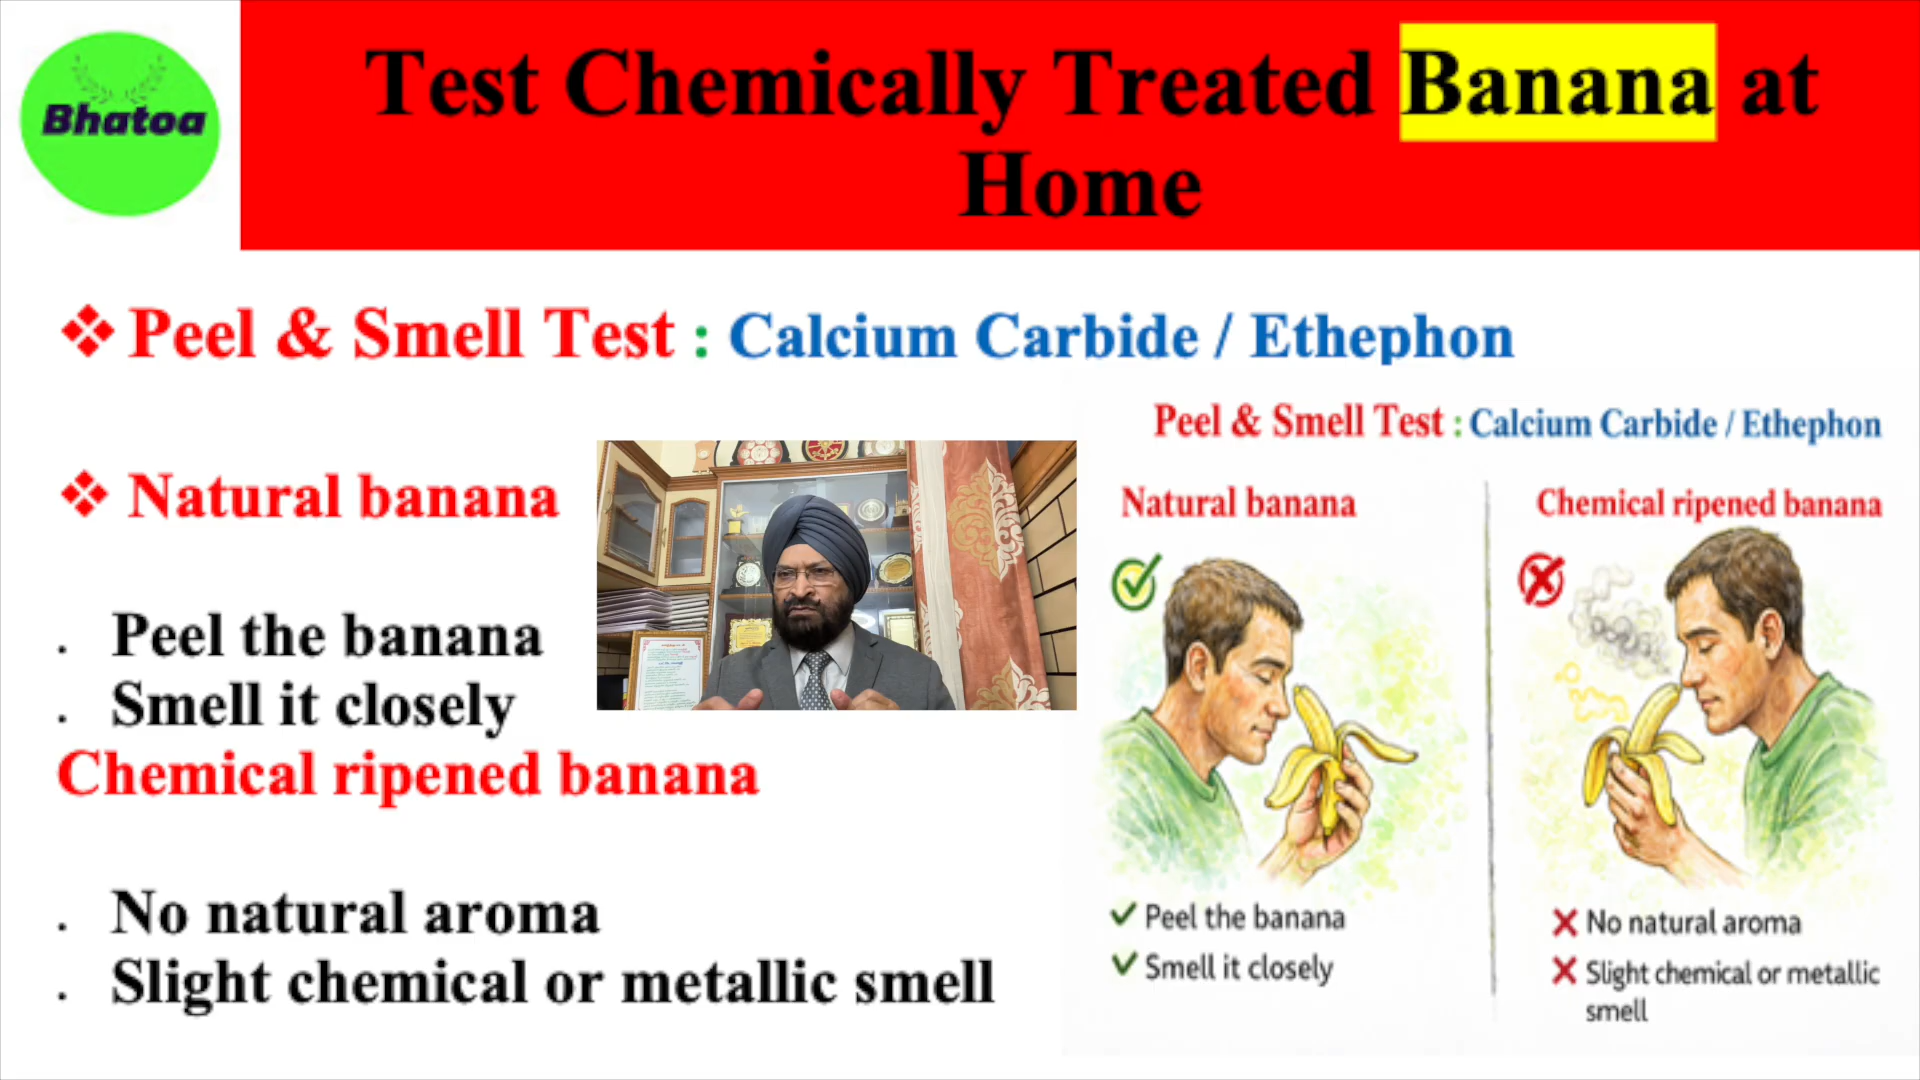 Bhatoa
Test Chemically Treated Banana at
Home
❖ Peel & Smell Test : Calcium Carbide / Ethephon
❖ Natural banana
. Peel the banana
. Smell it closely
Chemical ripened banana
. No natural aroma
. Slight chemical or metallic smell
Peel & Smell Test : Calcium Carbide / Ethephon
Natural banana
✓ Peel the banana
✓ Smell it closely
Chemical ripened banana
✗ No natural aroma
✗ Slight chemical or metallic
smell